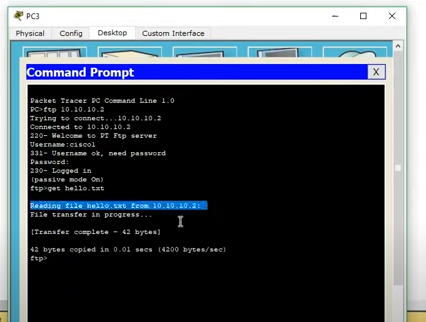 PC3
Physical Config Desktop Custom Interface
Command Prompt
X
Packet Tracer PC Command Line 1.0
PC>ftp 10.10.10.2
Trying to connect...10.10.10.2
Connected to 10.10.10.2
220- Welcome to PT Ftp server
Username:cisco1
331- Username ok, need password
Password:
230- Logged in
(passive mode On)
ftp>get hello.txt
Reading file hello.txt from 10.10.10.2:
File transfer in progress...
[Transfer complete - 42 bytes]
42 bytes copied in 0.01 secs (4200 bytes/sec)
ftp>